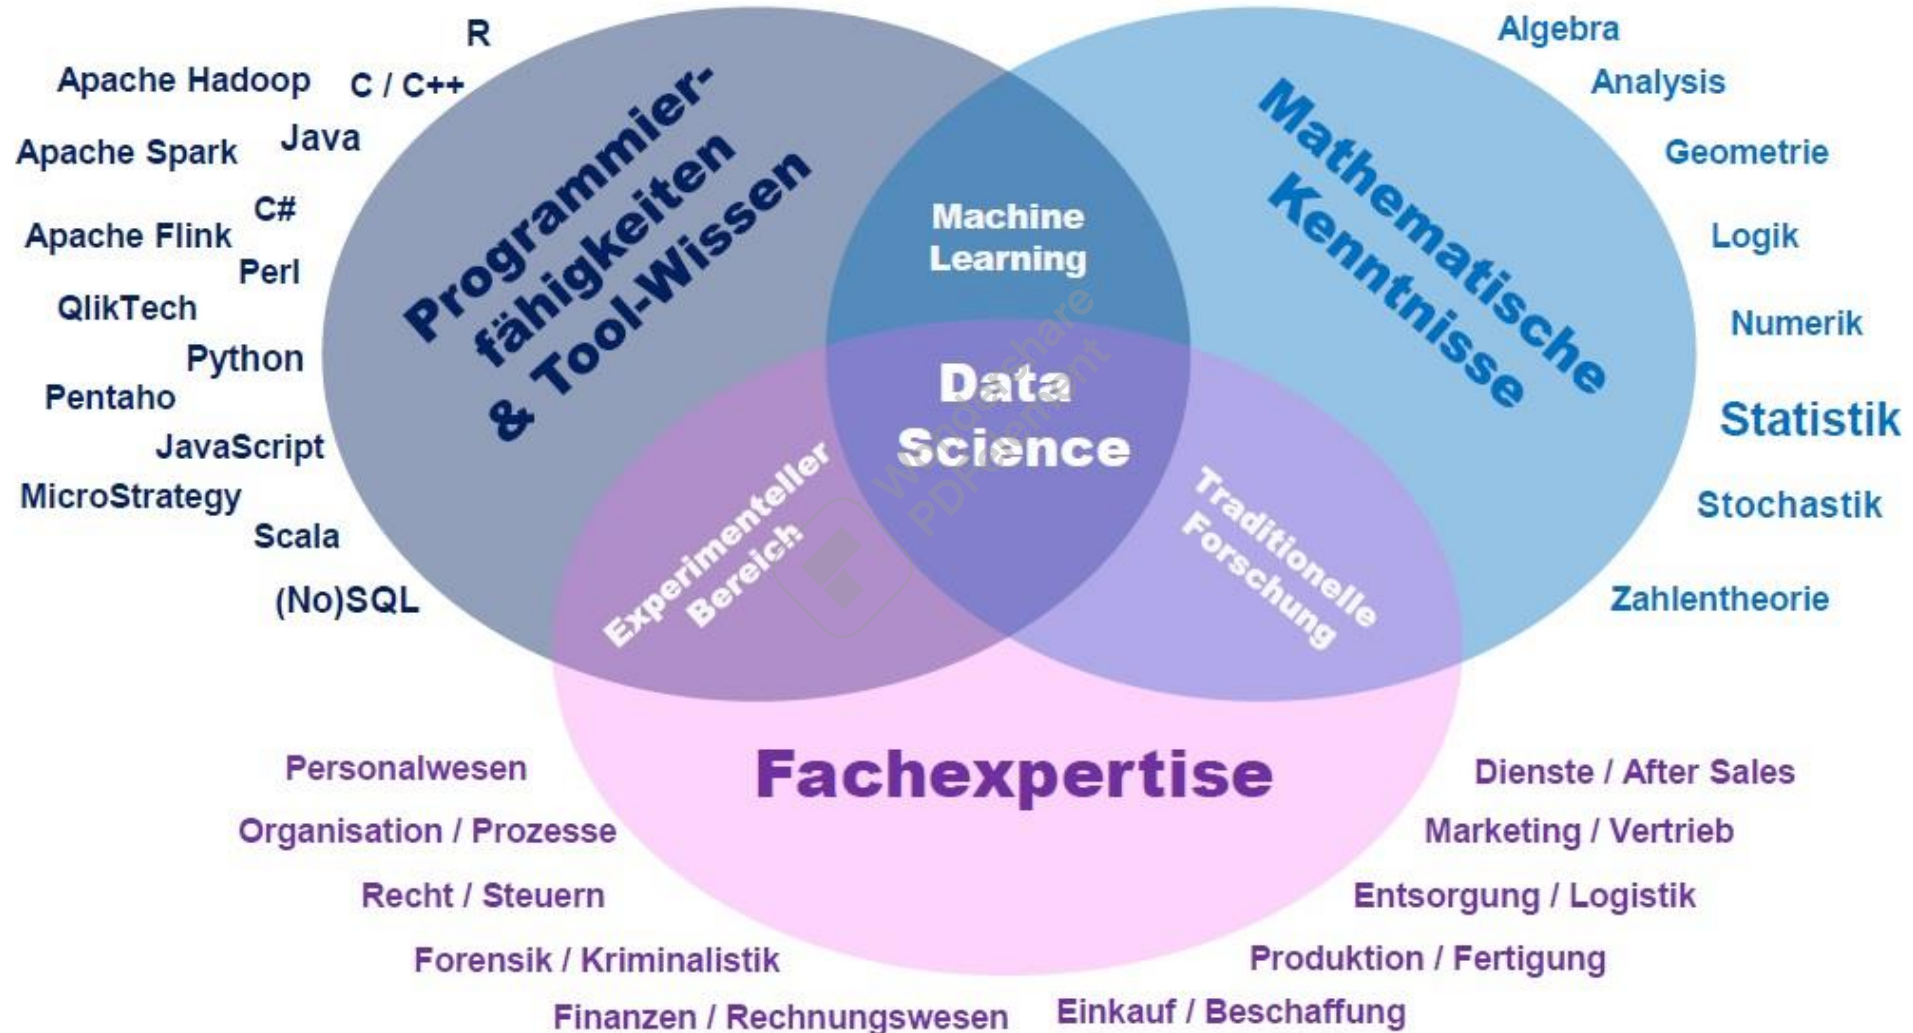 R
Apache Hadoop
C / C++
Java
Apache Spark
C#
Apache Flink
Perl
QlikTech
Python
Pentaho
JavaScript
MicroStrategy
Scala
(No)SQL
Programmier-
fähigkeiten
& Tool-Wissen
Machine
Learning
Mathematische
Kenntnisse
Algebra
Analysis
Geometrie
Logik
Numerik
Statistik
Stochastik
Zahlentheorie
Data
Science
Experimenteller
Bereich
Traditionelle
Forschung
Wondershare
PDFelement
Fachexpertise
Personalwesen
Organisation / Prozesse
Recht / Steuern
Forensik / Kriminalistik
Finanzen / Rechnungswesen
Dienste / After Sales
Marketing / Vertrieb
Entsorgung / Logistik
Produktion / Fertigung
Einkauf / Beschaffung